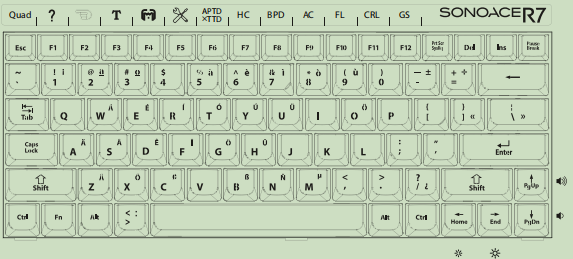 Quad ? T APTD ×TTD HC BPD AC FL CRL GS SONOACE R7
Esc F1 F2 F3 F4 F5 F6 F7 F8 F9 F10 F11 F12 Del Ins Pause Break
~ ` ! 1 @ 2 # 3 $ 4 5 ^ è 6 & ì 7 * ò 8 ( ù 9 ) 0 — ± - + ÷ =
Tab Q W Ä E É R Í T Ó Y Ú U Ü I O Ö P { [ } ] « ¦ \ »
Caps Lock A Ä S Á D É F G Ö H Ü J K L : ; " ' Enter
Shift Z Ä X Ö C ¢ V B ß N Ñ M µ < , > . ? / ¿ Shift PgUp
Ctrl Fn Alt < : > Alt Ctrl Home End PgDn